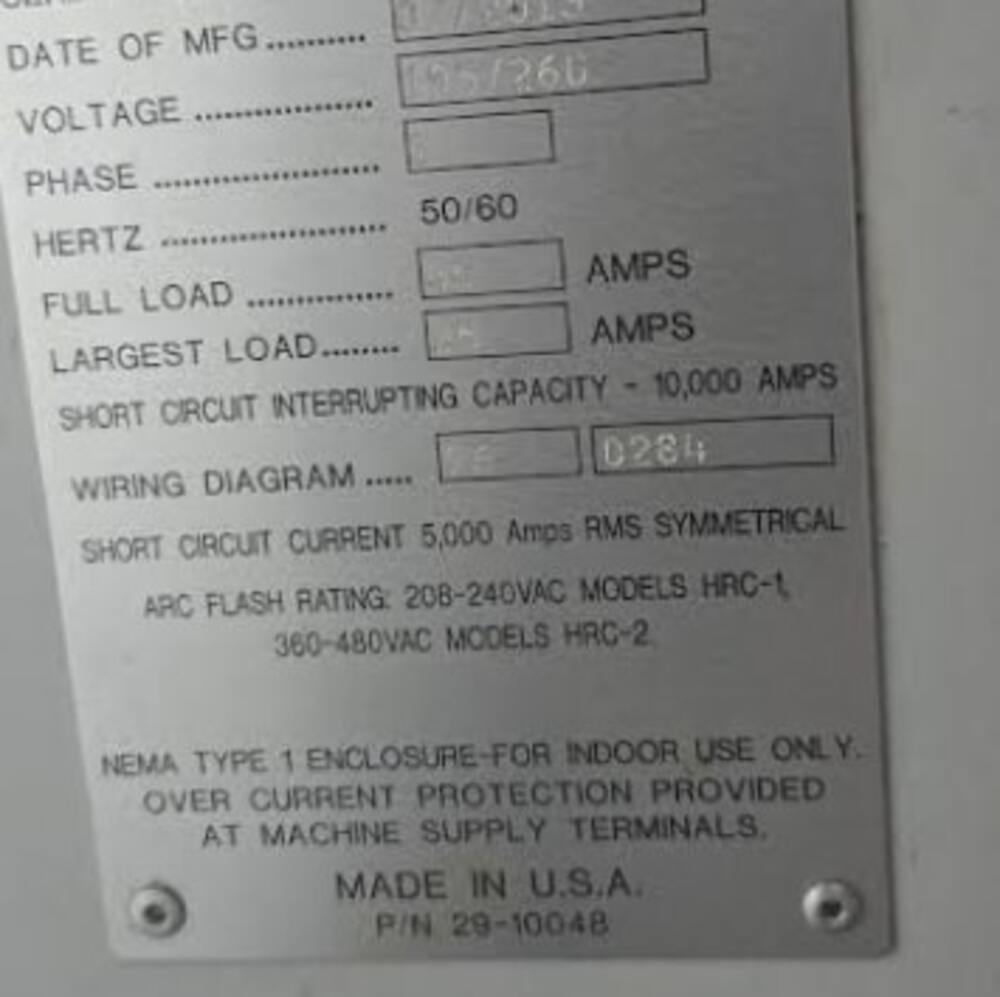 DATE OF MFG..........
VOLTAGE ..................
PHASE .......................
HERTZ ....................... 50/60
FULL LOAD ............... AMPS
LARGEST LOAD........ AMPS
SHORT CIRCUIT INTERRUPTING CAPACITY - 10,000 AMPS
WIRING DIAGRAM ..... 0284
SHORT CIRCUIT CURRENT 5,000 Amps RMS SYMMETRICAL
ARC FLASH RATING: 208-240VAC MODELS HRC-1,
360-480VAC MODELS HRC-2
NEMA TYPE 1 ENCLOSURE-FOR INDOOR USE ONLY.
OVER CURRENT PROTECTION PROVIDED
AT MACHINE SUPPLY TERMINALS.
MADE IN U.S.A.
P/N 29-10048